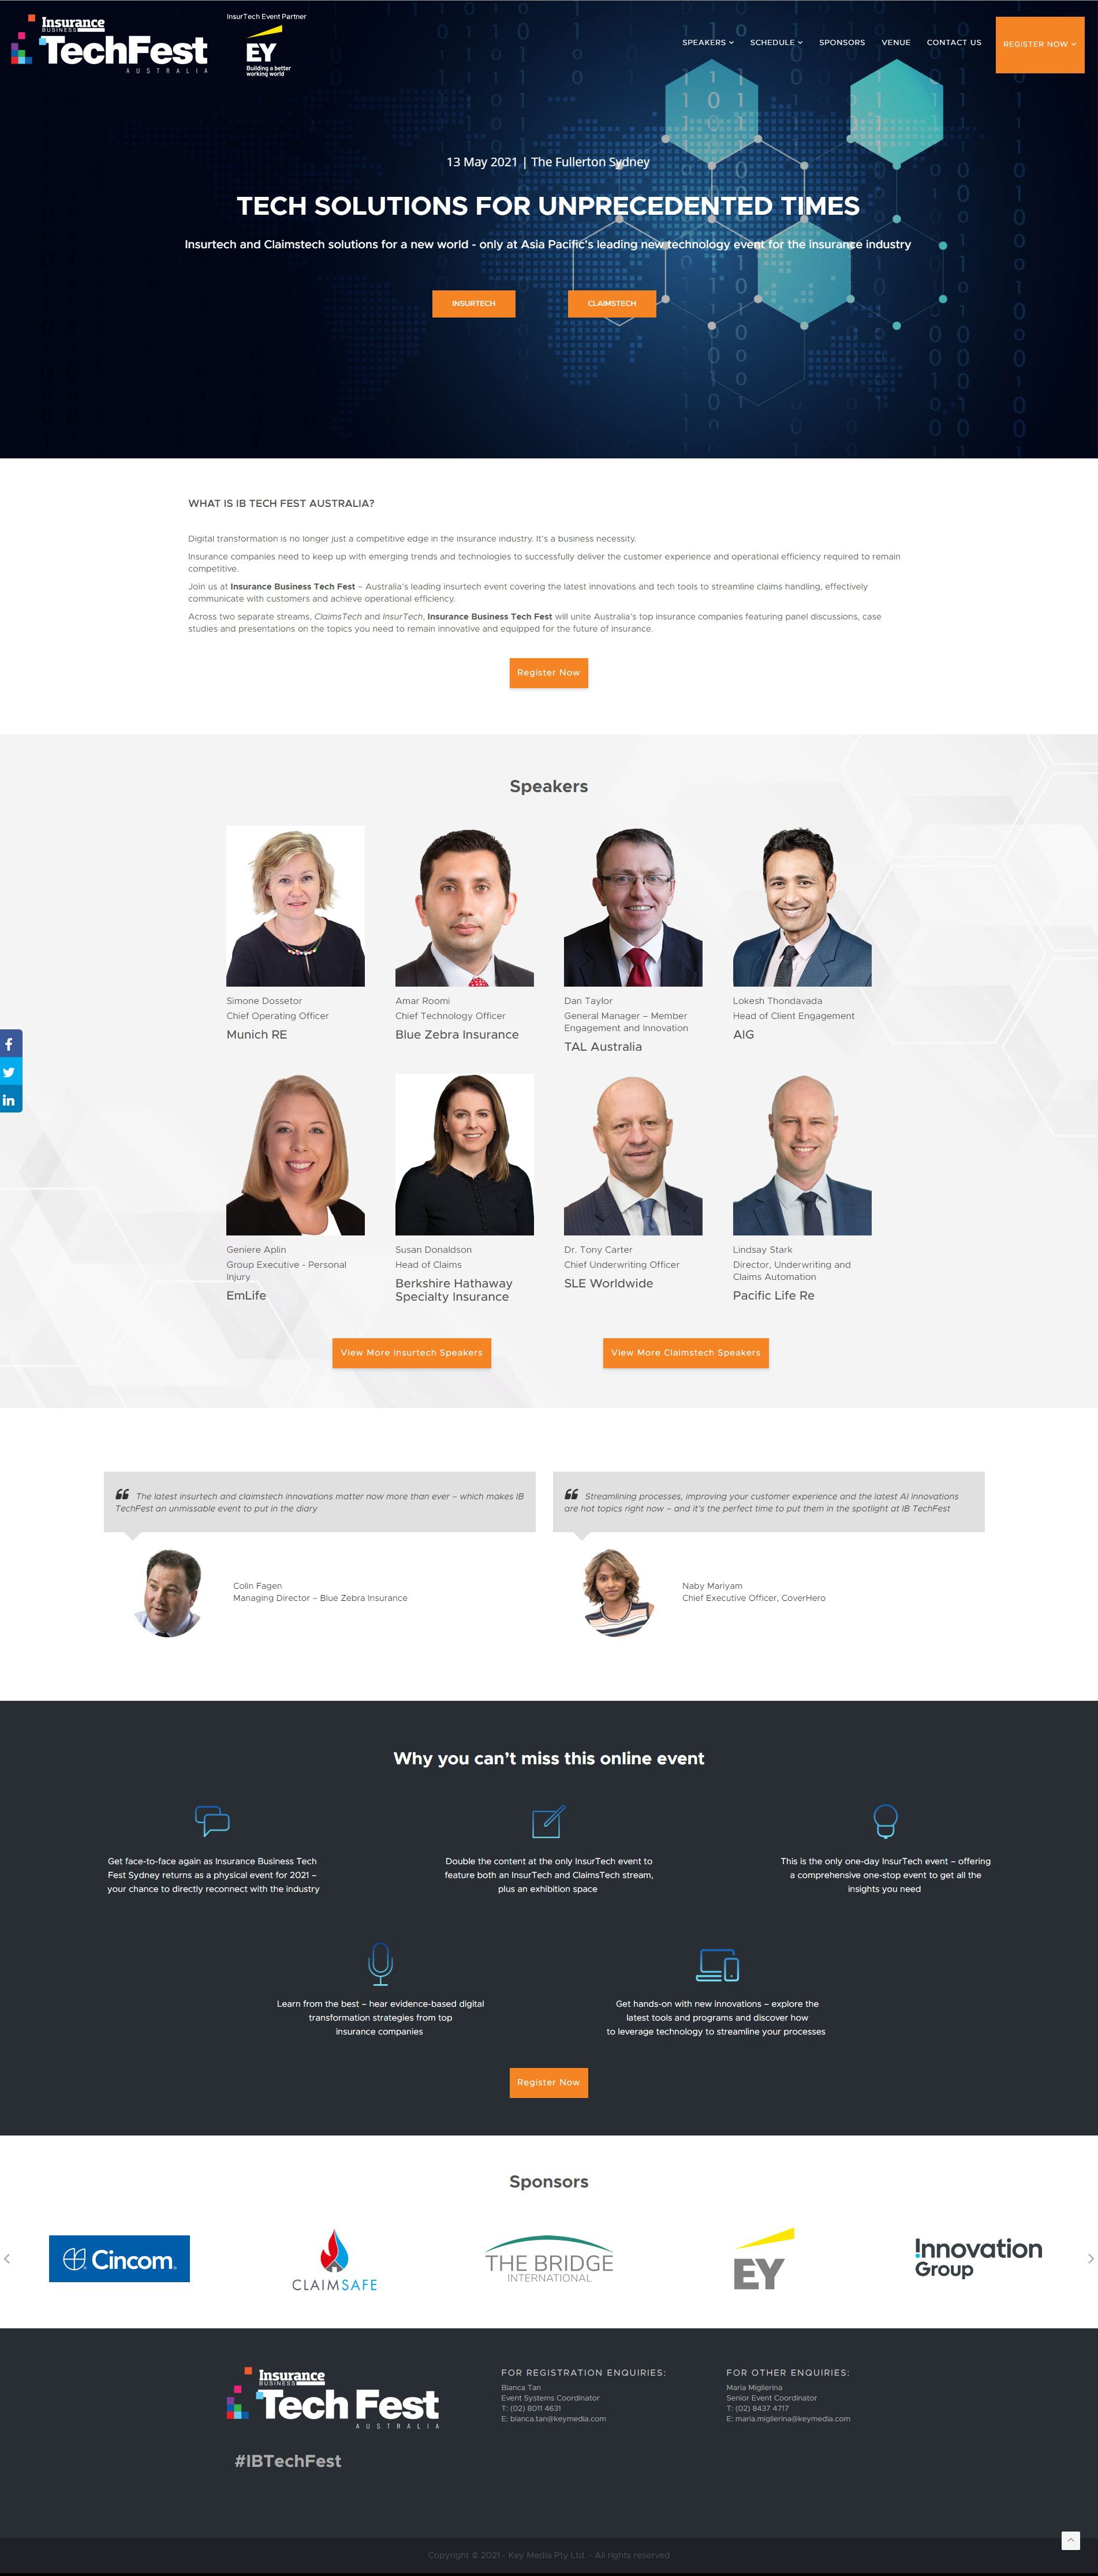 Insurance
BUSINESS
TechFest
AUSTRALIA
InsurTech Event Partner
EY
Building a better
working world
SPEAKERS
SCHEDULE
SPONSORS
VENUE
CONTACT US
REGISTER NOW
13 May 2021 | The Fullerton Sydney
TECH SOLUTIONS FOR UNPRECEDENTED TIMES
Insurtech and Claimstech solutions for a new world - only at Asia Pacific's leading new technology event for the insurance industry
INSURTECH
CLAIMSTECH
WHAT IS IB TECH FEST AUSTRALIA?
Digital transformation is no longer just a competitive edge in the insurance industry. It's a business necessity.
Insurance companies need to keep up with emerging trends and technologies to successfully deliver the customer experience and operational efficiency required to remain
competitive.
Join us at Insurance Business Tech Fest – Australia's leading insurtech event covering the latest innovations and tech tools to streamline claims handling, effectively
communicate with customers and achieve operational efficiency.
Across two separate streams, ClaimsTech and InsurTech, Insurance Business Tech Fest will unite Australia's top insurance companies featuring panel discussions, case
studies and presentations on the topics you need to remain innovative and equipped for the future of insurance.
Register Now
Speakers
Simone Dossetor
Chief Operating Officer
Munich RE
Amar Roomi
Chief Technology Officer
Blue Zebra Insurance
Dan Taylor
General Manager – Member
Engagement and Innovation
TAL Australia
Lokesh Thondavada
Head of Client Engagement
AIG
Geniere Aplin
Group Executive - Personal
Injury
EmLife
Susan Donaldson
Head of Claims
Berkshire Hathaway
Specialty Insurance
Dr. Tony Carter
Chief Underwriting Officer
SLE Worldwide
Lindsay Stark
Director, Underwriting and
Claims Automation
Pacific Life Re
View More Insurtech Speakers
View More Claimstech Speakers
The latest insurtech and claimstech innovations matter now more than ever – which makes IB
TechFest an unmissable event to put in the diary
Colin Fagen
Managing Director – Blue Zebra Insurance
Streamlining processes, improving your customer experience and the latest AI innovations
are hot topics right now – and it's the perfect time to put them in the spotlight at IB TechFest
Naby Mariyam
Chief Executive Officer, CoverHero
Why you can't miss this online event
Get face-to-face again as Insurance Business Tech
Fest Sydney returns as a physical event for 2021 –
your chance to directly reconnect with the industry
Double the content at the only InsurTech event to
feature both an InsurTech and ClaimsTech stream,
plus an exhibition space
This is the only one-day InsurTech event – offering
a comprehensive one-stop event to get all the
insights you need
Learn from the best – hear evidence-based digital
transformation strategies from top
insurance companies
Get hands-on with new innovations – explore the
latest tools and programs and discover how
to leverage technology to streamline your processes
Register Now
Sponsors
Cincom
CLAIMSAFE
THE BRIDGE
INTERNATIONAL
EY
Innovation
Group
Insurance
BUSINESS
Tech Fest
AUSTRALIA
#IBTechFest
FOR REGISTRATION ENQUIRIES:
Bianca Tan
Event Systems Coordinator
T: (02) 8011 4631
E: bianca.tan@keymedia.com
FOR OTHER ENQUIRIES:
Maria Miglierina
Senior Event Coordinator
T: (02) 8437 4717
E: maria.miglierina@keymedia.com
Copyright © 2021 - Key Media Pty Ltd. - All rights reserved